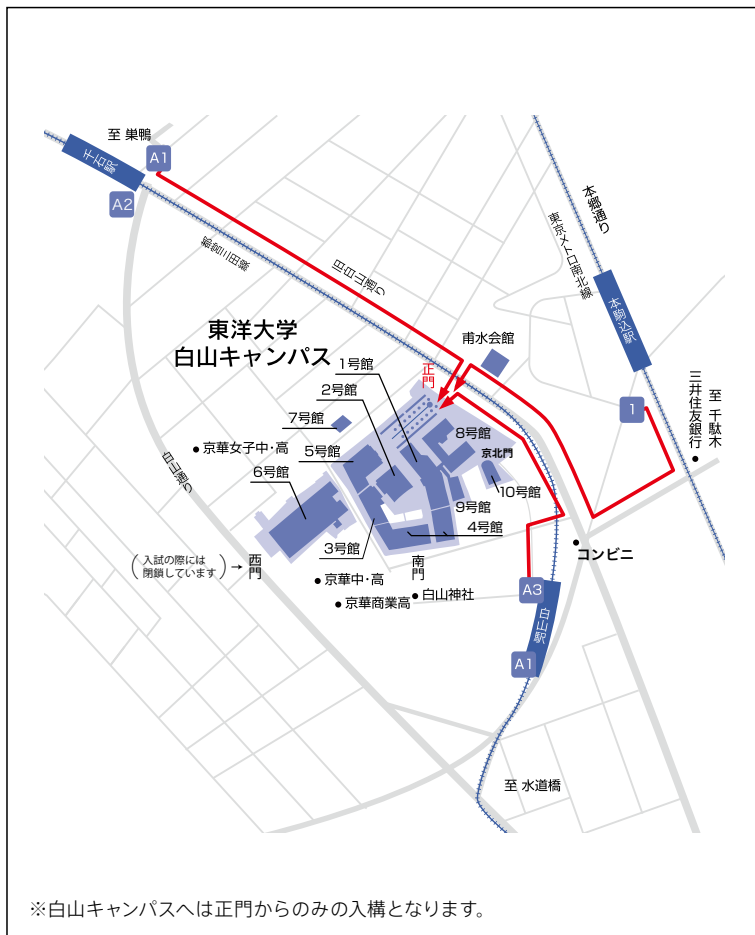 至 巣鴨
A1
千石駅
A2
都営三田線
旧白山通り
本郷通り
東京メトロ南北線
本駒込駅
甫水会館
東洋大学
白山キャンパス
正門
1号館
2号館
7号館
5号館
6号館
京華女子中・高
白山通り
8号館
京北門
10号館
9号館
4号館
3号館
南門
西門
(入試の際には
閉鎖しています) →
京華中・高
京華商業高
白山神社
1
三井住友銀行
至 千駄木
コンビニ
A3
白山駅
A1
至 水道橋
※白山キャンパスへは正門からのみの入構となります。